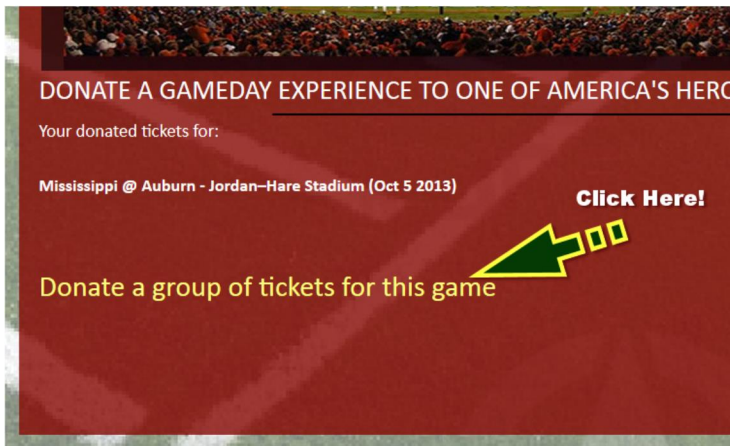 DONATE A GAMEDAY EXPERIENCE TO ONE OF AMERICA'S
Your donated tickets for:
Mississippi @ Auburn - Jordan–Hare Stadium (Oct 5 2013)
Click Here!
Donate a group of tickets for this game